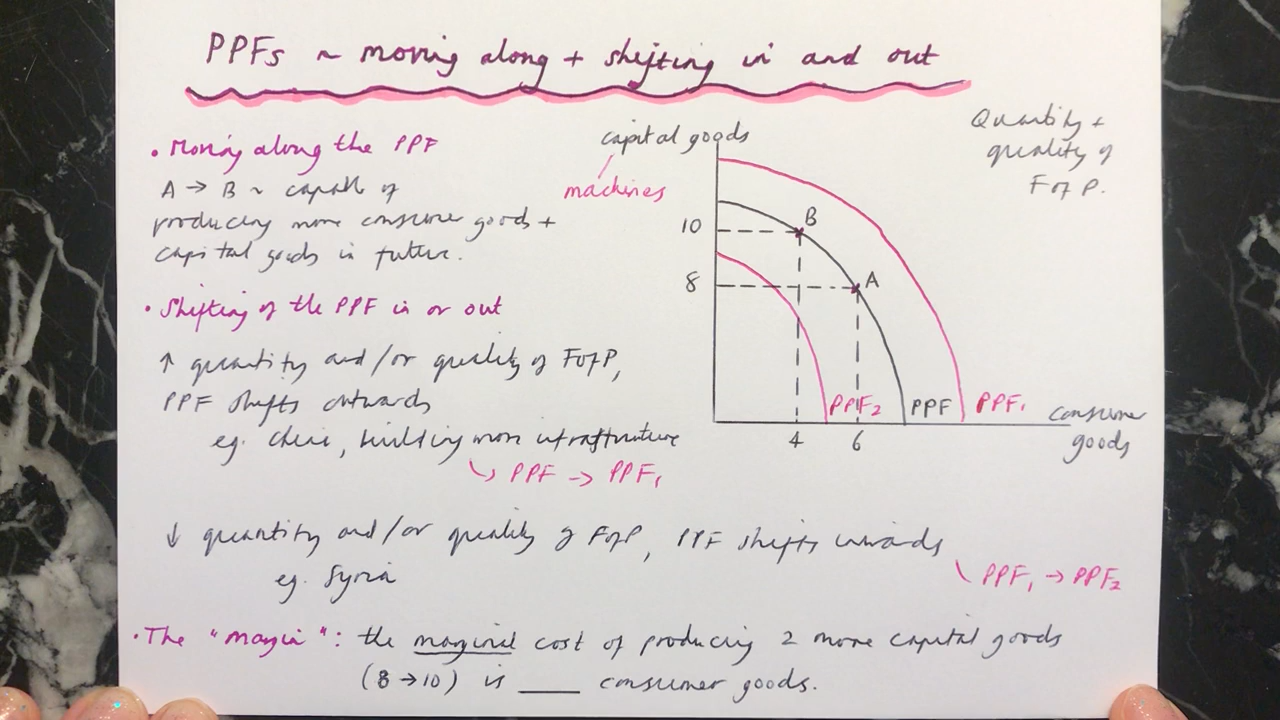 PPFs ~ moving along + shifting in and out
• Moving along the PPF
A → B ~ capable of
producing more consumer goods +
capital goods in future.
• Shifting of the PPF in or out
↑ quantity and/or quality of FofP,
PPF shifts outwards
eg. China, building more infrastructure
↳ PPF → PPF₁
↓ quantity and/or quality of FofP, PPF shifts inwards
eg. Syria
PPF₁ → PPF₂
• The "margin": the marginal cost of producing 2 more capital goods
(8 → 10) is ___ consumer goods.
capital goods
machines
10
8
B
A
PPF₂
PPF
PPF₁
4
6
consumer
goods
Quantity +
quality of
F of P.